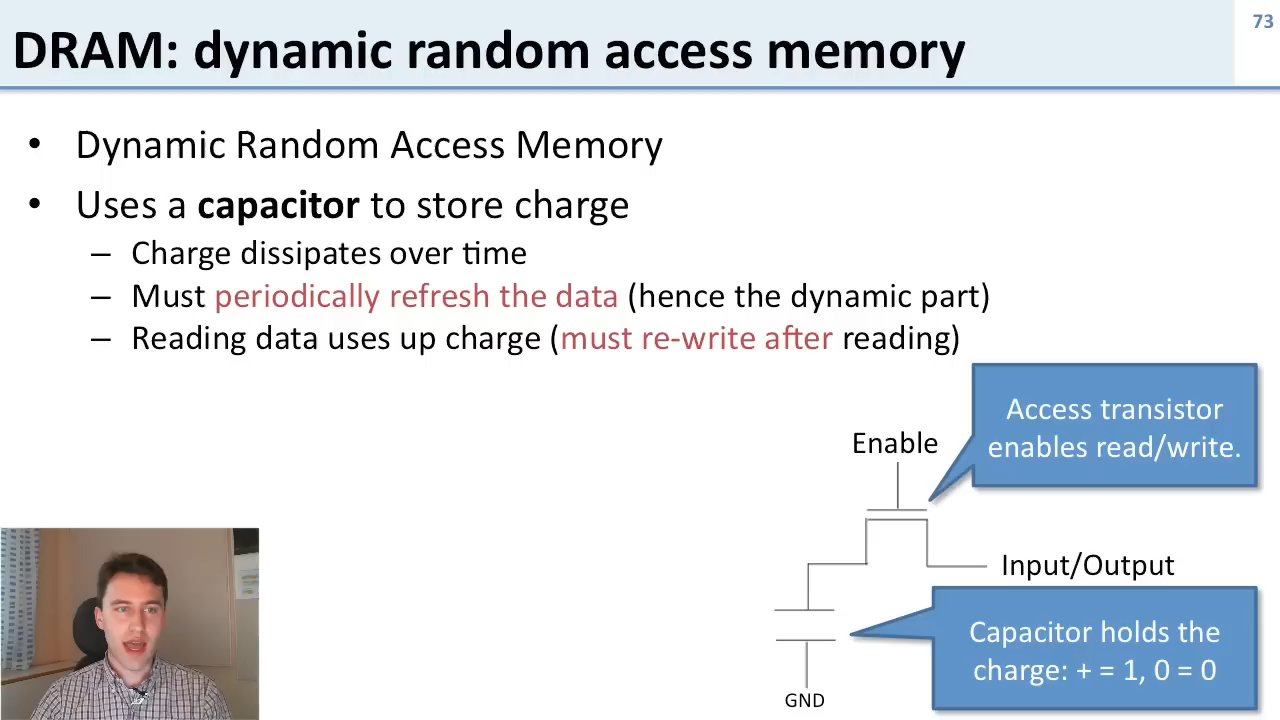 73
DRAM: dynamic random access memory
• Dynamic Random Access Memory
• Uses a capacitor to store charge
– Charge dissipates over time
– Must periodically refresh the data (hence the dynamic part)
– Reading data uses up charge (must re-write after reading)
Access transistor
enables read/write.
Enable
Input/Output
Capacitor holds the
charge: + = 1, 0 = 0
GND